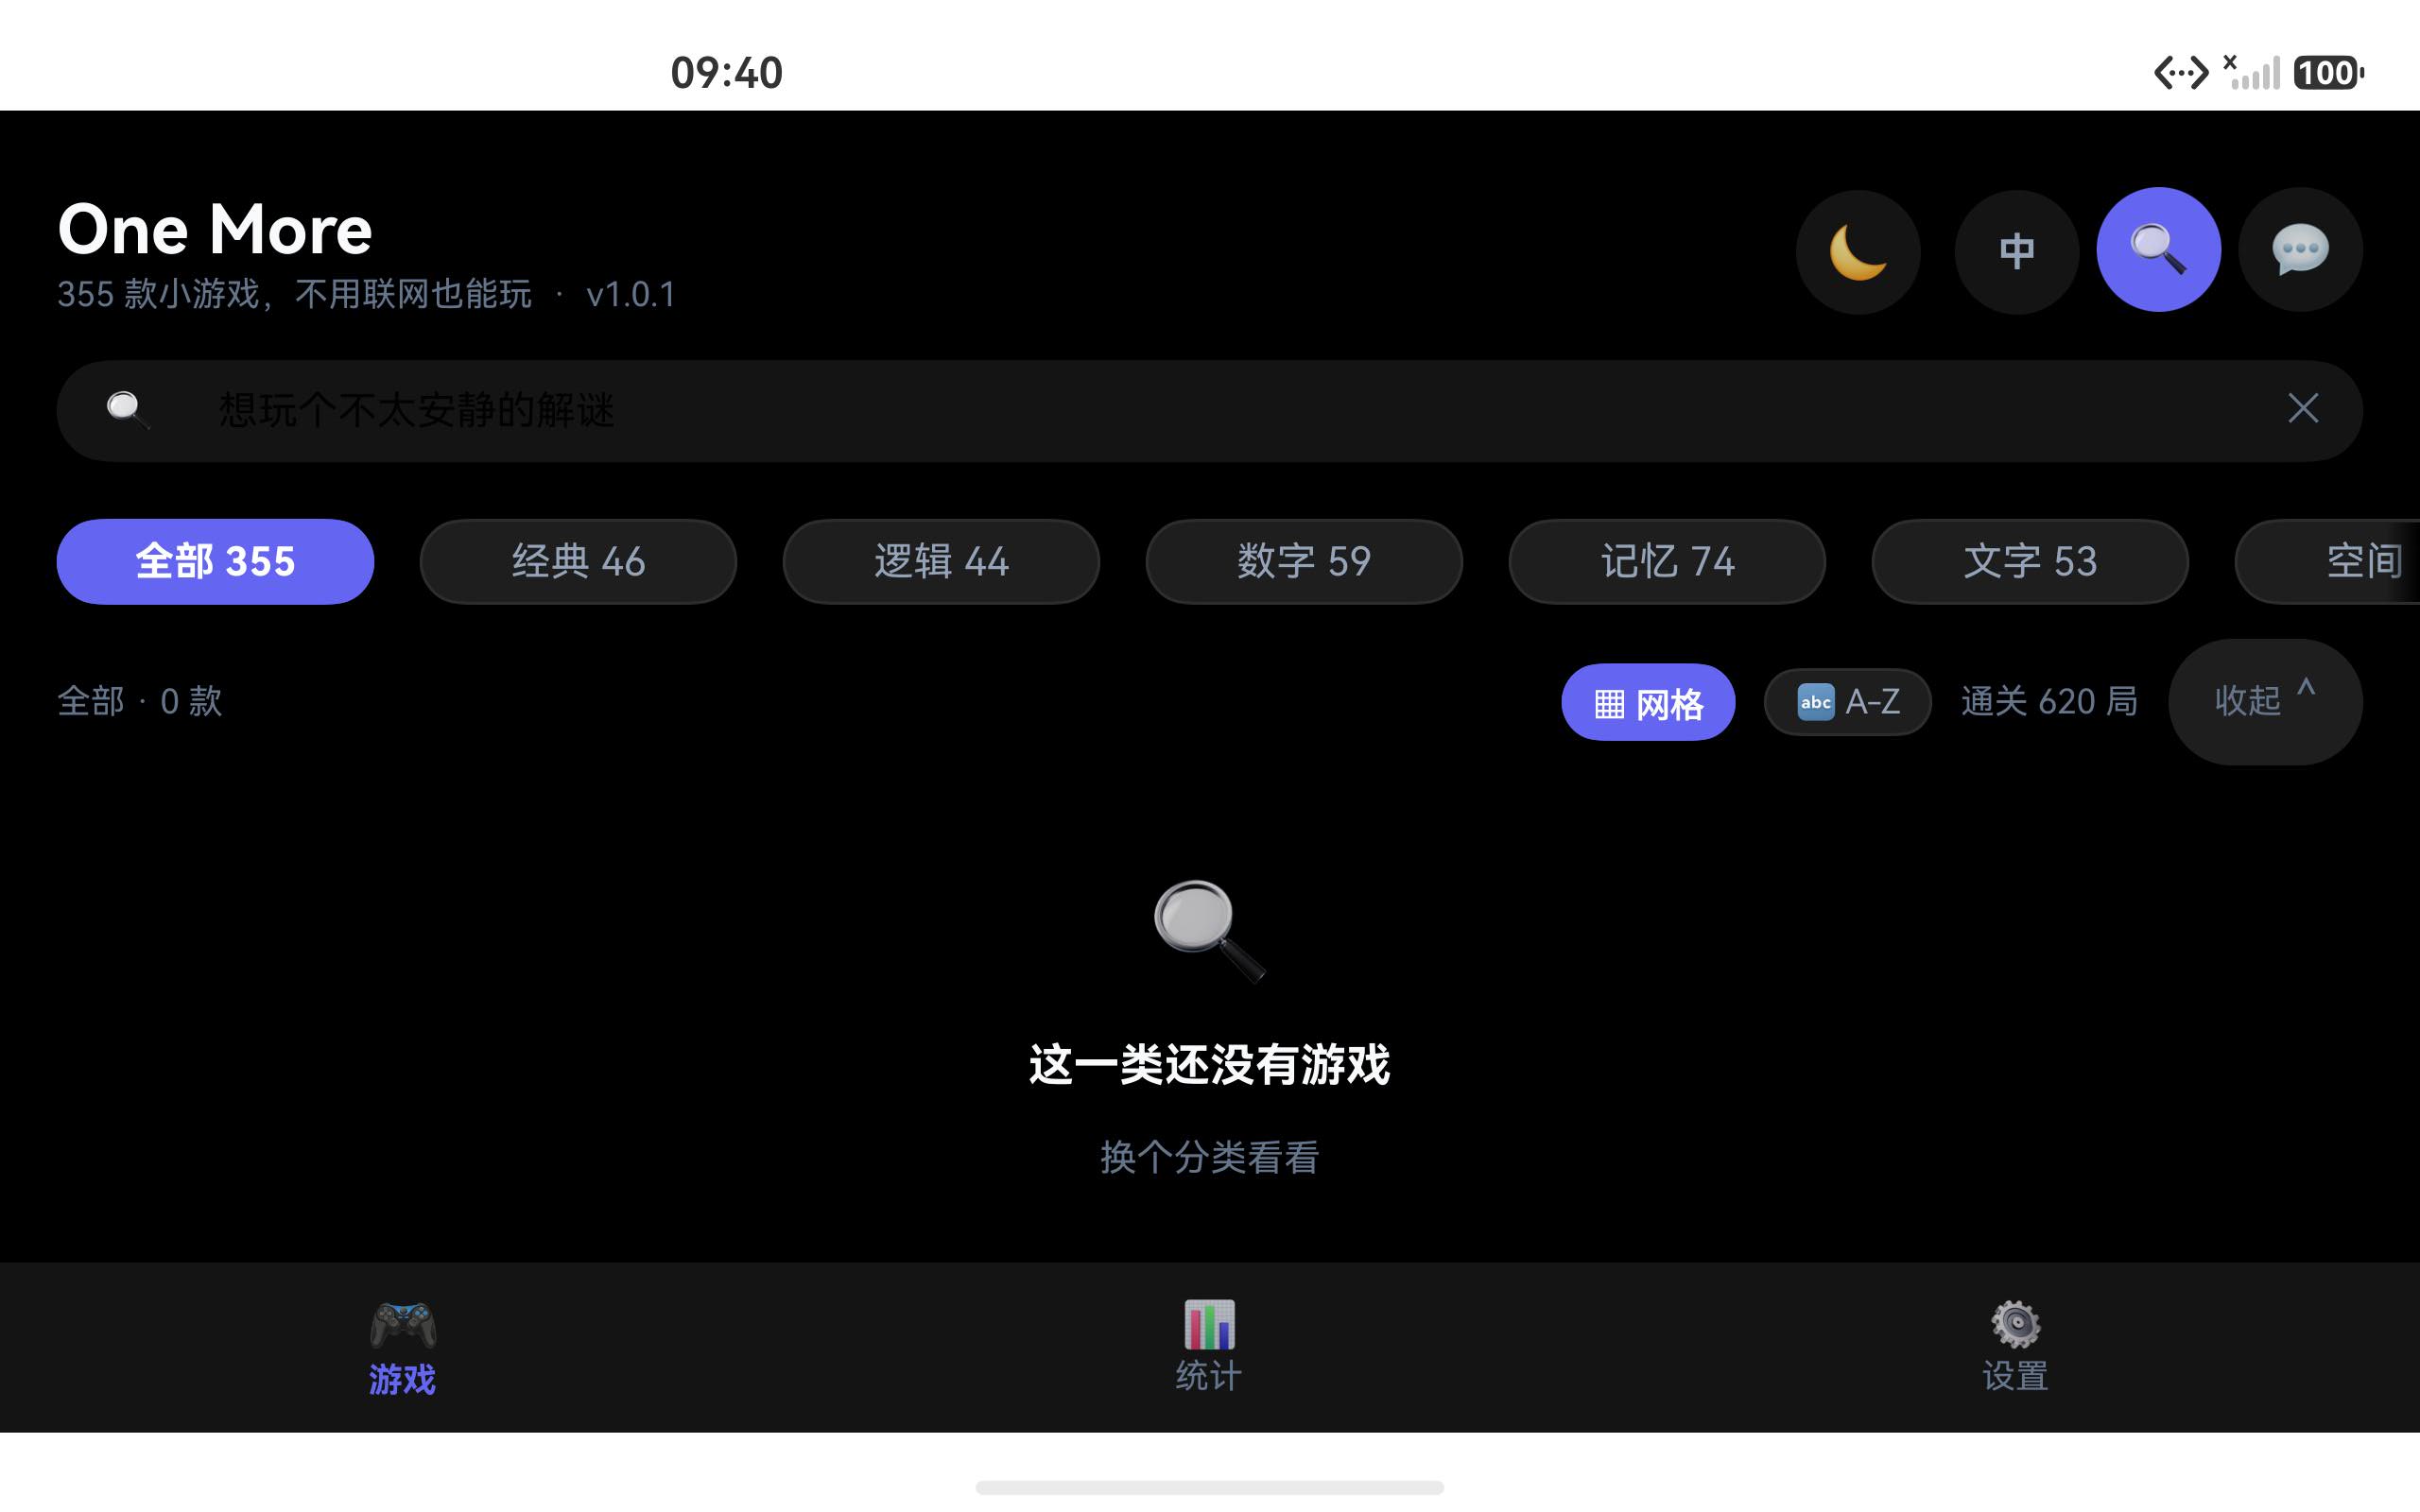 09:40
100
One More
355 款小游戏，不用联网也能玩 · v1.0.1
中
想玩个不太安静的解谜
全部 355
经典 46
逻辑 44
数字 59
记忆 74
文字 53
空间
全部 · 0 款
网格
abc A-Z
通关 620 局
收起 ^
这一类还没有游戏
换个分类看看
游戏
统计
设置